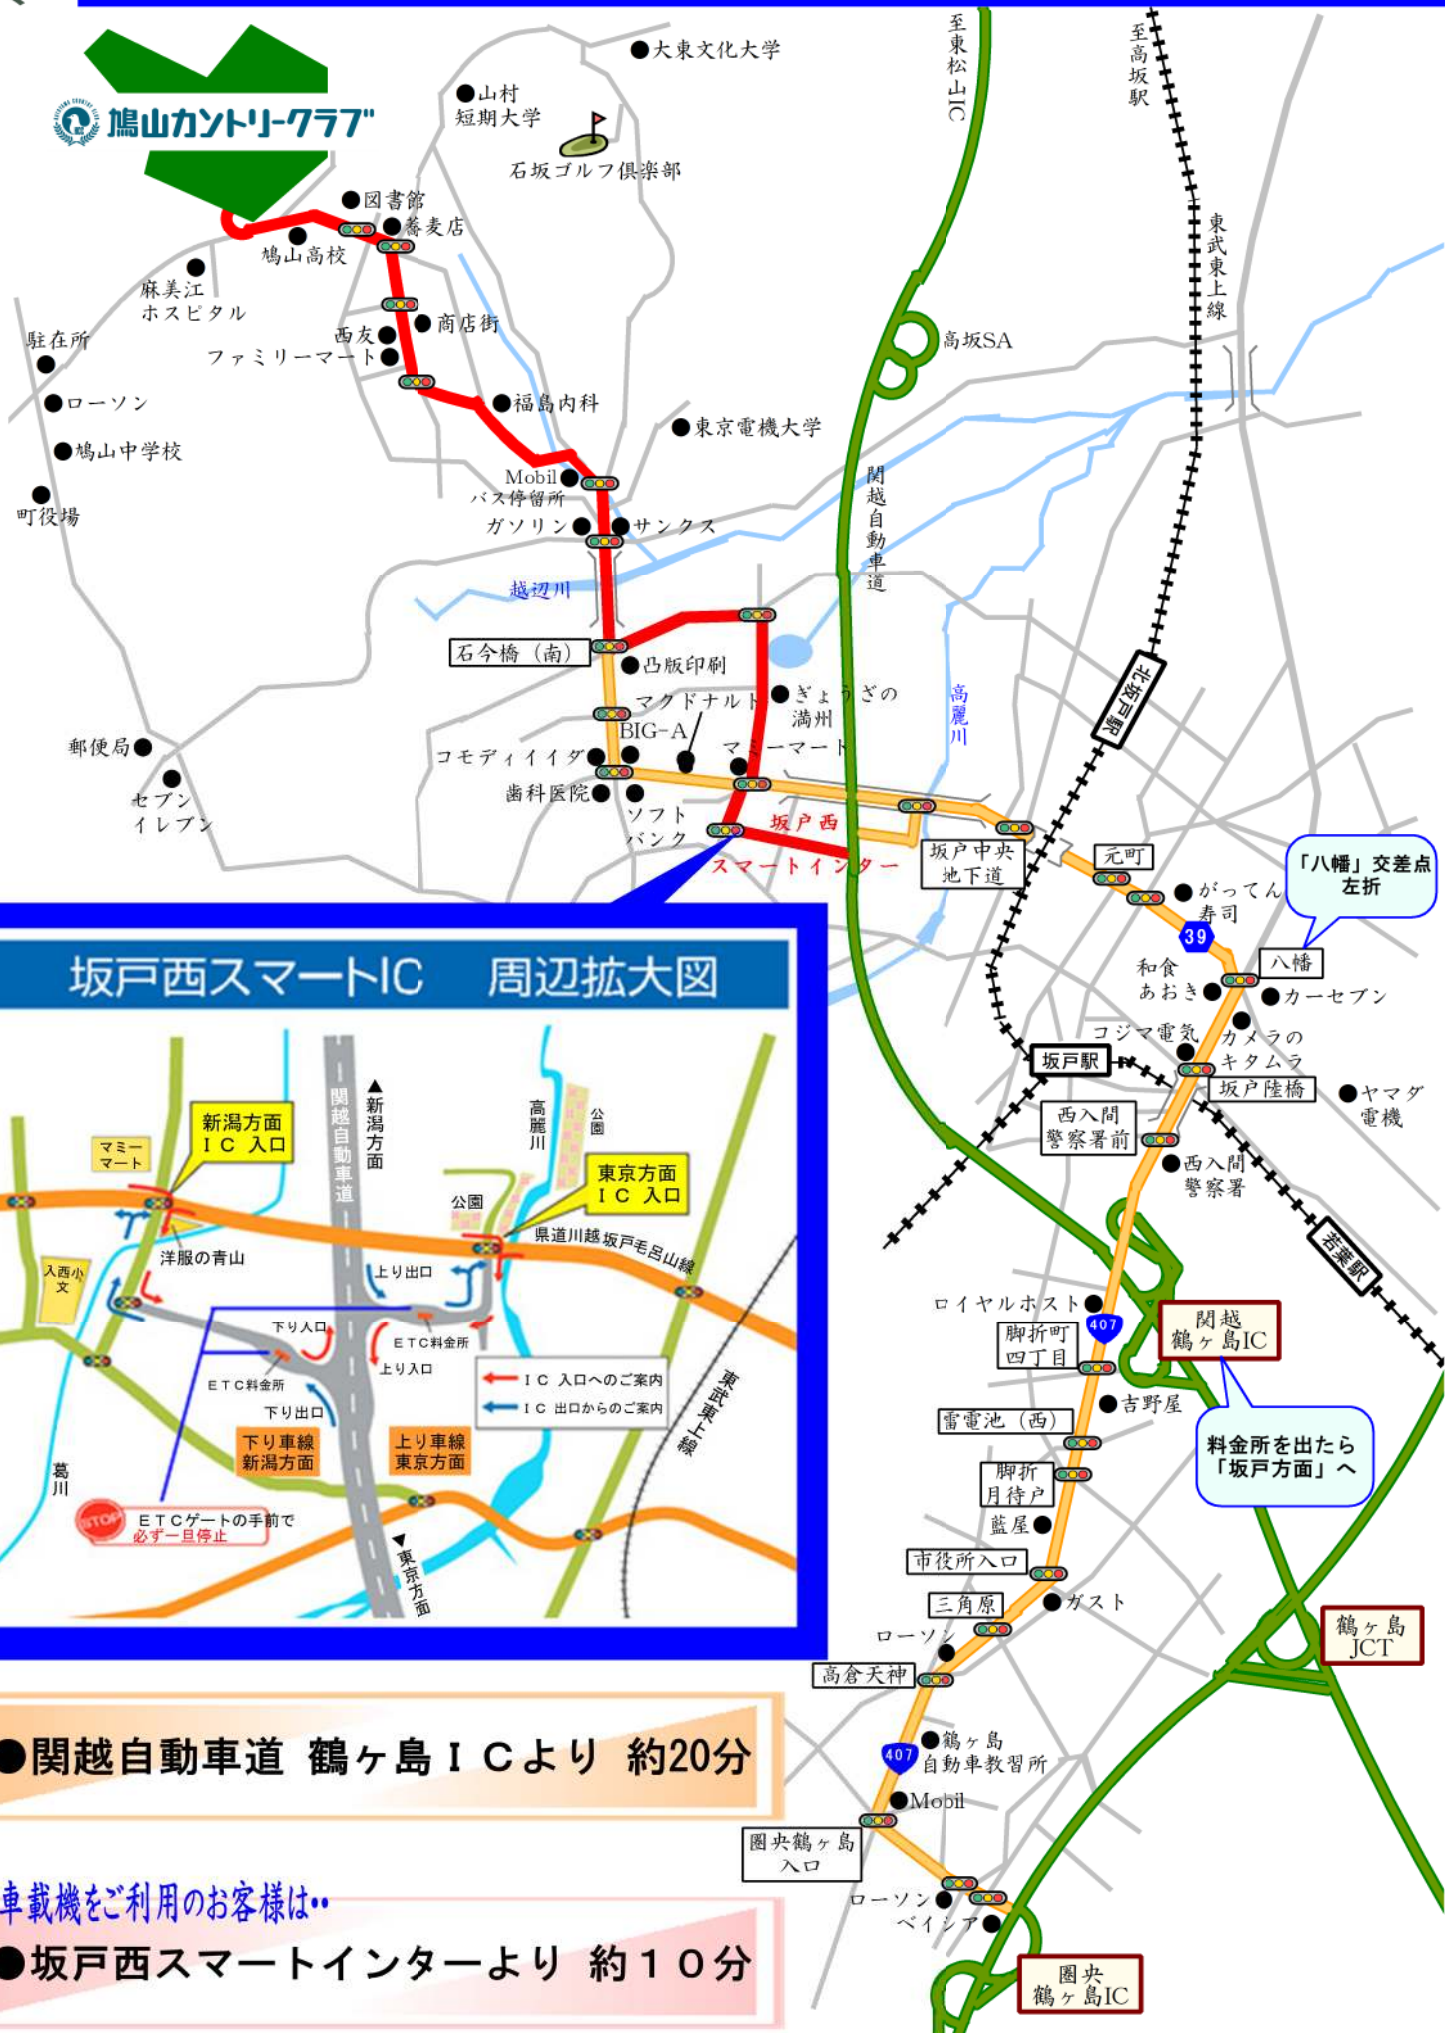 鳩山カントリークラブ
大東文化大学
山村
短期大学
石坂ゴルフ倶楽部
至東松山IC
至高坂駅
図書館
蕎麦店
鳩山高校
麻美江
ホスピタル
東武東上線
駐在所
西友
商店街
ファミリーマート
高坂SA
ローソン
福島内科
東京電機大学
鳩山中学校
Mobil
バス停留所
町役場
ガソリン
サンクス
関越自動車道
越辺川
石今橋（南）
凸版印刷
マクドナルド
ぎょうざの
満州
高麗川
北坂戸駅
BIG-A
コモディイイダ
マミーマート
郵便局
歯科医院
セブン
イレブン
ソフト
バンク
坂戸西
スマートインター
坂戸中央
地下道
元町
「八幡」交差点
左折
がってん
寿司
39
八幡
和食
あおき
カーセブン
コジマ電気
カメラの
キタムラ
坂戸駅
坂戸陸橋
ヤマダ
電機
西入間
警察署前
西入間
警察署
若葉駅
坂戸西スマートIC 周辺拡大図
新潟方面
IC 入口
マミー
マート
関越自動車道
▲新潟方面
高麗川
公園
東京方面
IC 入口
公園
県道川越坂戸毛呂山線
洋服の青山
入西小
文
上り出口
下り入口
ETC料金所
上り入口
ETC料金所
下り出口
IC 入口へのご案内
IC 出口からのご案内
東武東上線
下り車線
新潟方面
上り車線
東京方面
葛川
STOP
ETCゲートの手前で
必ず一旦停止
▼東京方面
ロイヤルホスト
407
脚折町
四丁目
関越
鶴ヶ島IC
吉野屋
雷電池（西）
料金所を出たら
「坂戸方面」へ
脚折
月待戸
藍屋
市役所入口
ガスト
三角原
ローソン
鶴ヶ島
JCT
高倉天神
鶴ヶ島
自動車教習所
407
Mobil
圏央鶴ヶ島
入口
ローソン
ベイシア
圏央
鶴ヶ島IC
●関越自動車道 鶴ヶ島ＩＣより 約20分
車載機をご利用のお客様は・・
●坂戸西スマートインターより 約１０分